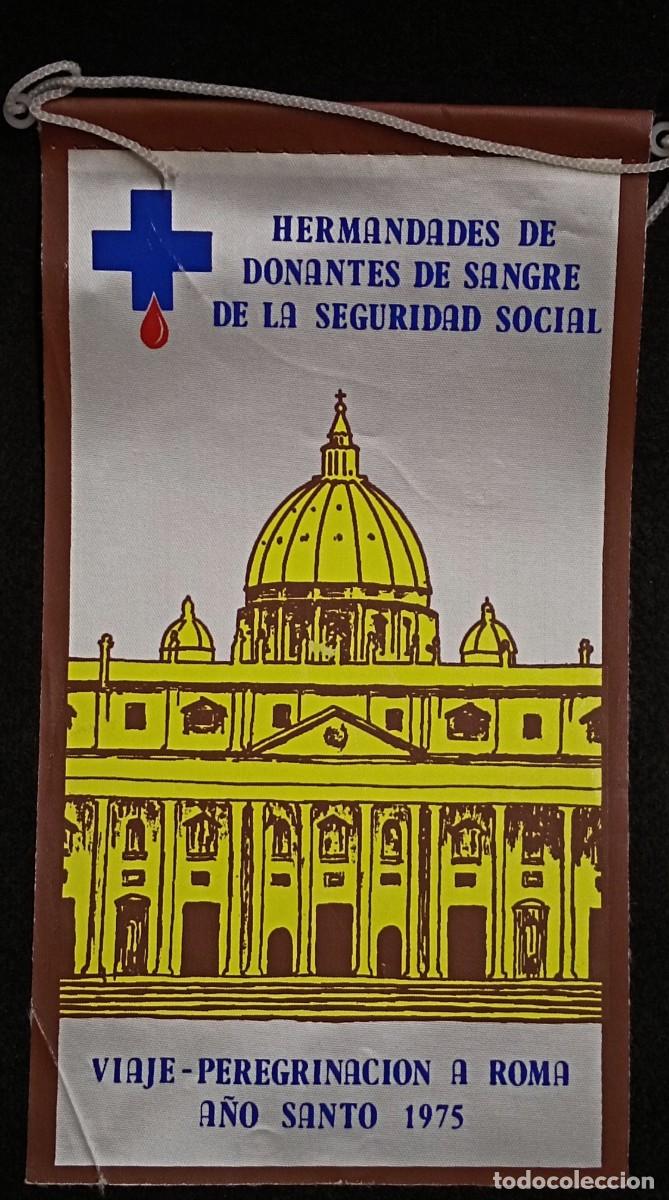 HERMANDADES DE
DONANTES DE SANGRE
DE LA SEGURIDAD SOCIAL
VIAJE-PEREGRINACION A ROMA
AÑO SANTO 1975
todocoleccion